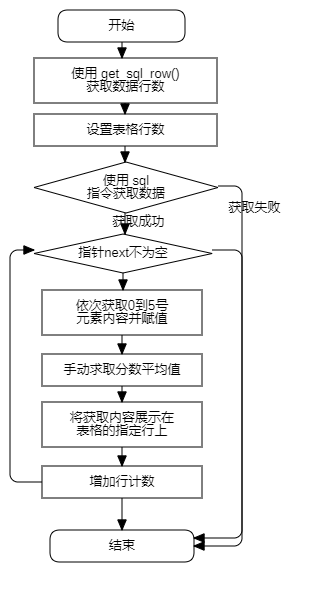 开始
使用 get_sql_row()
获取数据行数
设置表格行数
使用 sql
指令获取数据
获取失败
获取成功
指针next不为空
依次获取0到5号
元素内容并赋值
手动求取分数平均值
将获取内容展示在
表格的指定行上
增加行计数
结束